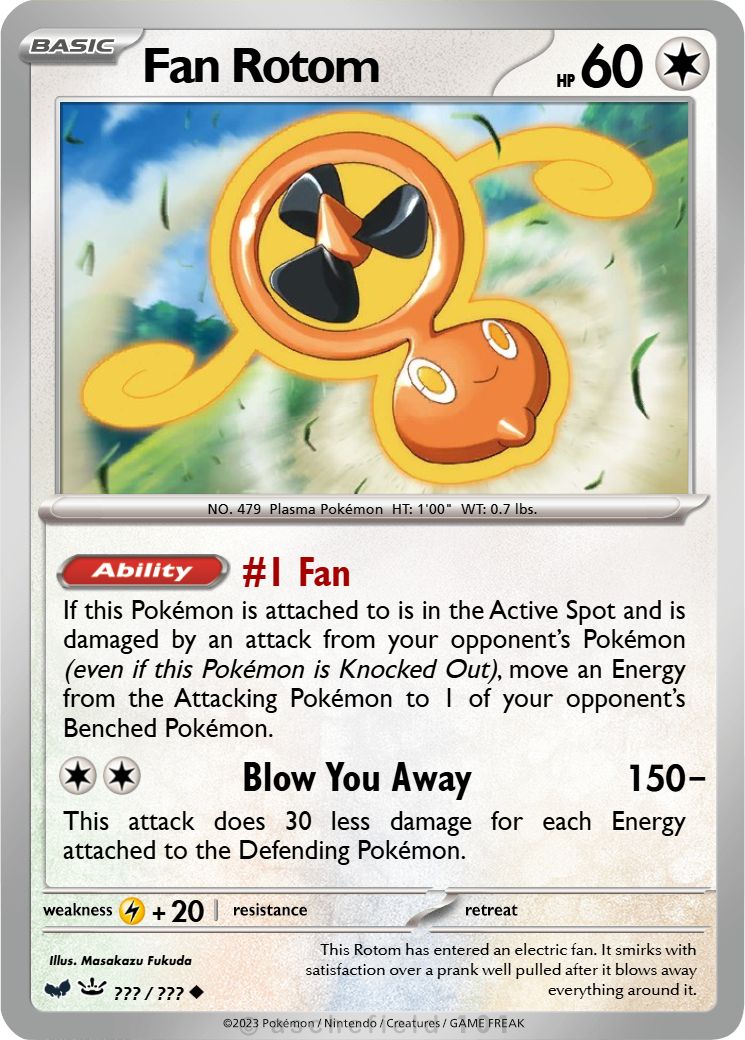 BASIC
Fan Rotom
HP 60
NO. 479 Plasma Pokémon HT: 1'00" WT: 0.7 lbs.
Ability #1 Fan
If this Pokémon is attached to is in the Active Spot and is
damaged by an attack from your opponent's Pokémon
(even if this Pokémon is Knocked Out), move an Energy
from the Attacking Pokémon to 1 of your opponent's
Benched Pokémon.
Blow You Away 150–
This attack does 30 less damage for each Energy
attached to the Defending Pokémon.
weakness + 20 resistance retreat
Illus. Masakazu Fukuda
??? / ???
This Rotom has entered an electric fan. It smirks with
satisfaction over a prank well pulled after it blows away
everything around it.
©2023 Pokémon / Nintendo / Creatures / GAME FREAK